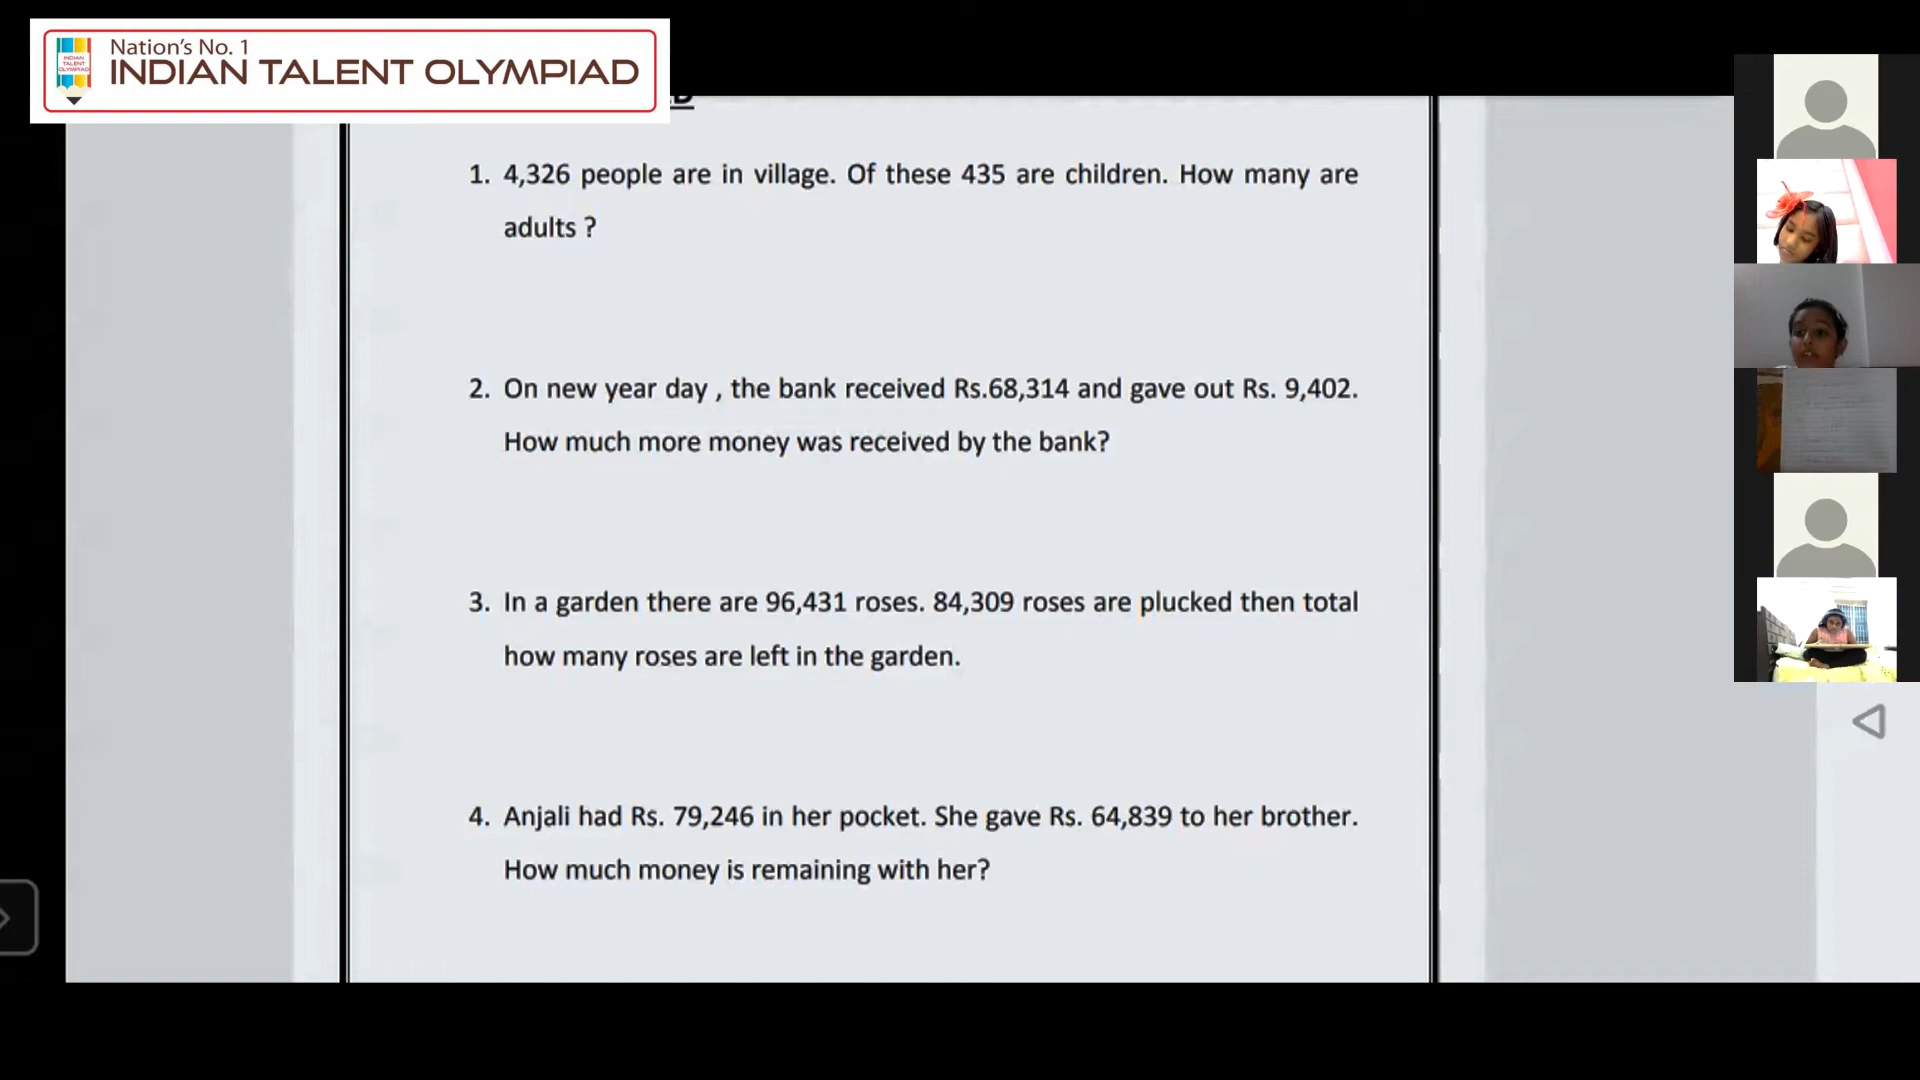 Nation's No. 1
INDIAN TALENT OLYMPIAD
INDIAN
TALENT
OLYMPIAD
1. 4,326 people are in village. Of these 435 are children. How many are
adults ?
2. On new year day , the bank received Rs.68,314 and gave out Rs. 9,402.
How much more money was received by the bank?
3. In a garden there are 96,431 roses. 84,309 roses are plucked then total
how many roses are left in the garden.
4. Anjali had Rs. 79,246 in her pocket. She gave Rs. 64,839 to her brother.
How much money is remaining with her?